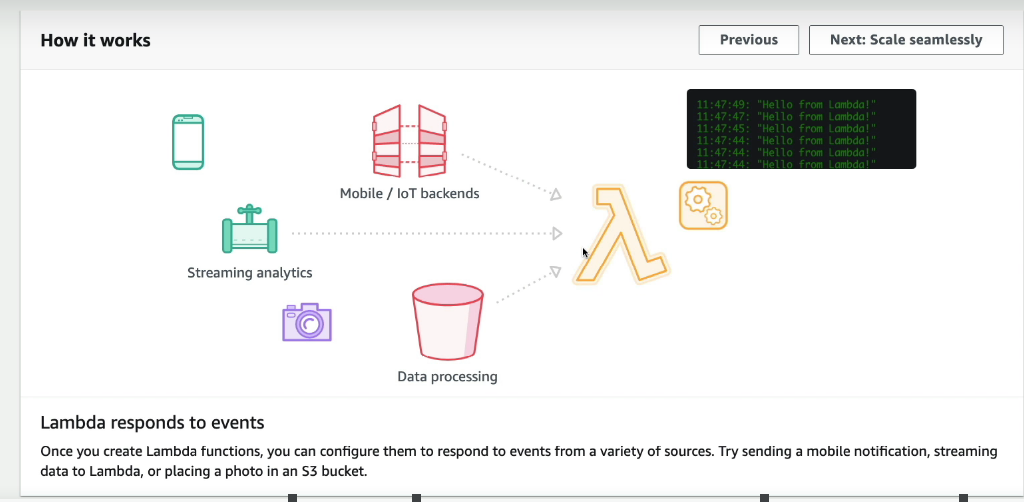 How it works
Previous
Next: Scale seamlessly
11:47:49: "Hello from Lambda!"
11:47:47: "Hello from Lambda!"
11:47:45: "Hello from Lambda!"
11:47:44: "Hello from Lambda!"
11:47:44: "Hello from Lambda!"
11:47:44: "Hello from Lambda!"
Mobile / IoT backends
Streaming analytics
Data processing
Lambda responds to events
Once you create Lambda functions, you can configure them to respond to events from a variety of sources. Try sending a mobile notification, streaming
data to Lambda, or placing a photo in an S3 bucket.